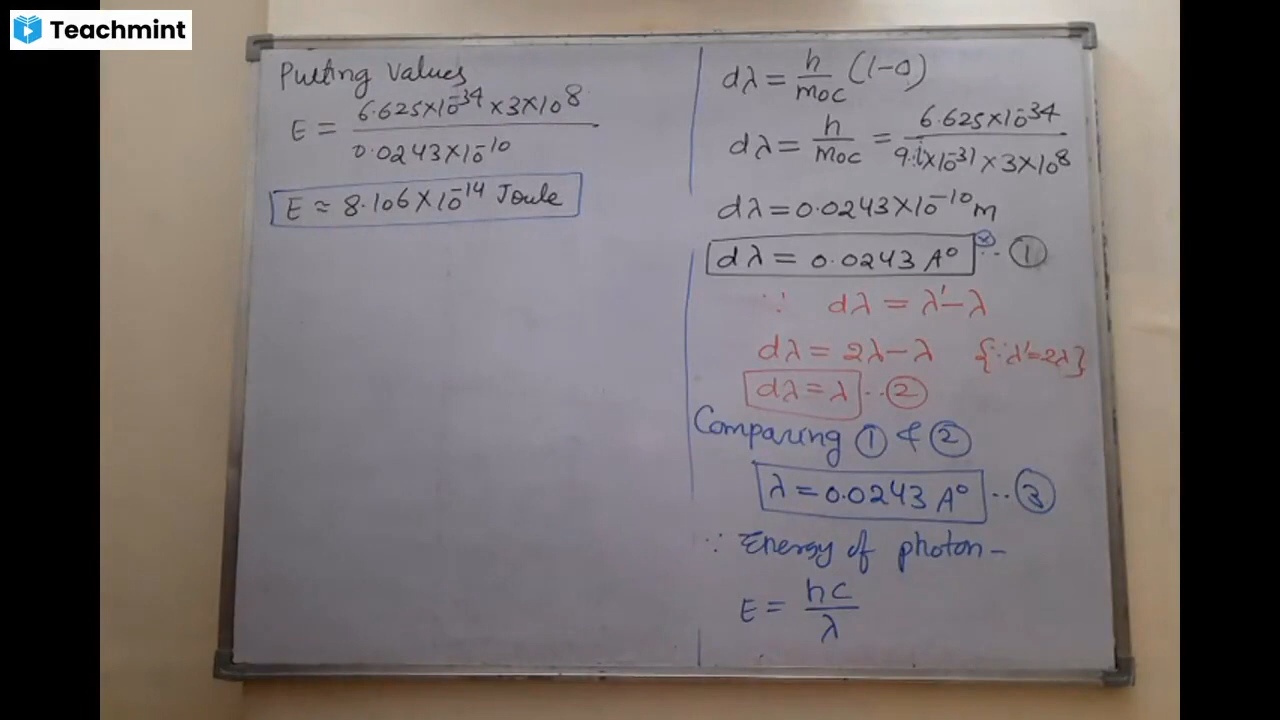 Teachmint
Putting Values
E = 6.625×10⁻³⁴ × 3×10⁸ / 0.0243×10⁻¹⁰
E ≈ 8.106×10⁻¹⁴ Joule
dλ = h/m₀c (1-0)
dλ = h/m₀c = 6.625×10⁻³⁴ / 9.1×10⁻³¹ × 3×10⁸
dλ = 0.0243×10⁻¹⁰ m
dλ = 0.0243 A° ·· ①
∵ dλ = λ' - λ
dλ = 2λ - λ {∵ λ' = 2λ}
dλ = λ ·· ②
Comparing ① & ②
λ = 0.0243 A° ·· ③
∵ Energy of photon -
E = hc/λ